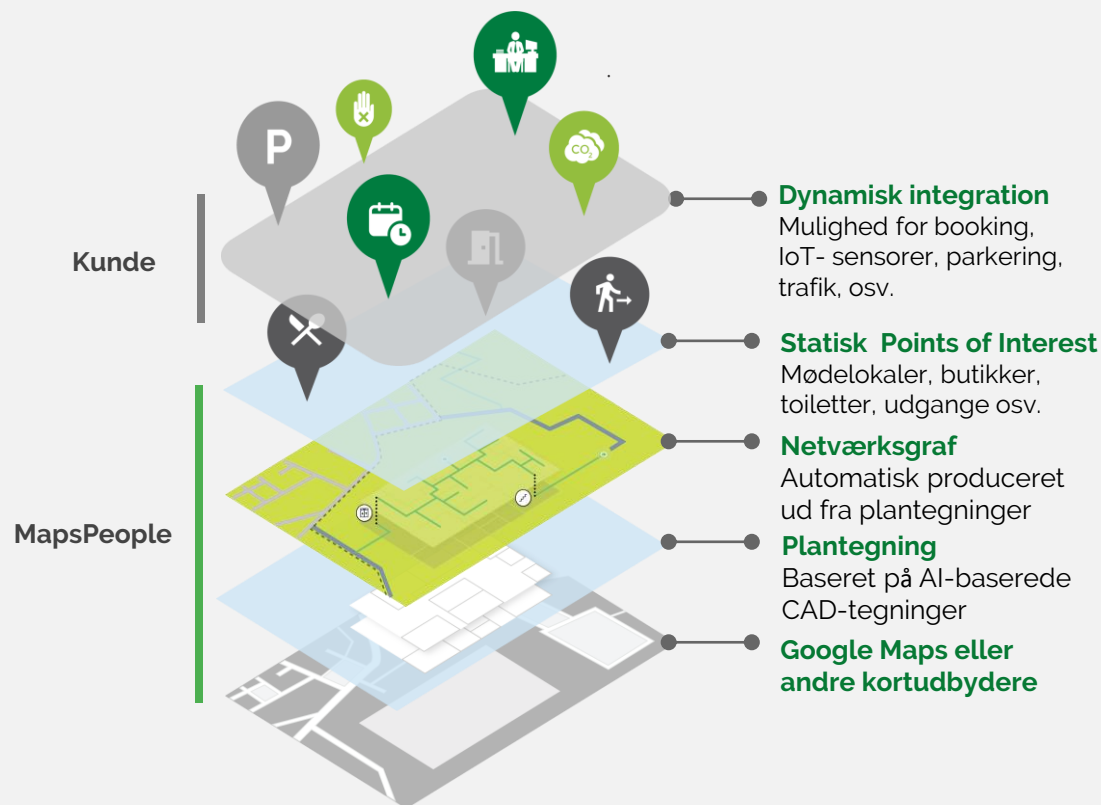 P
CO2
Kunde
Dynamisk integration
Mulighed for booking,
IoT- sensorer, parkering,
trafik, osv.
Statisk Points of Interest
Mødelokaler, butikker,
toiletter, udgange osv.
MapsPeople
Netværksgraf
Automatisk produceret
ud fra plantegninger
Plantegning
Baseret på AI-baserede
CAD-tegninger
Google Maps eller
andre kortudbydere